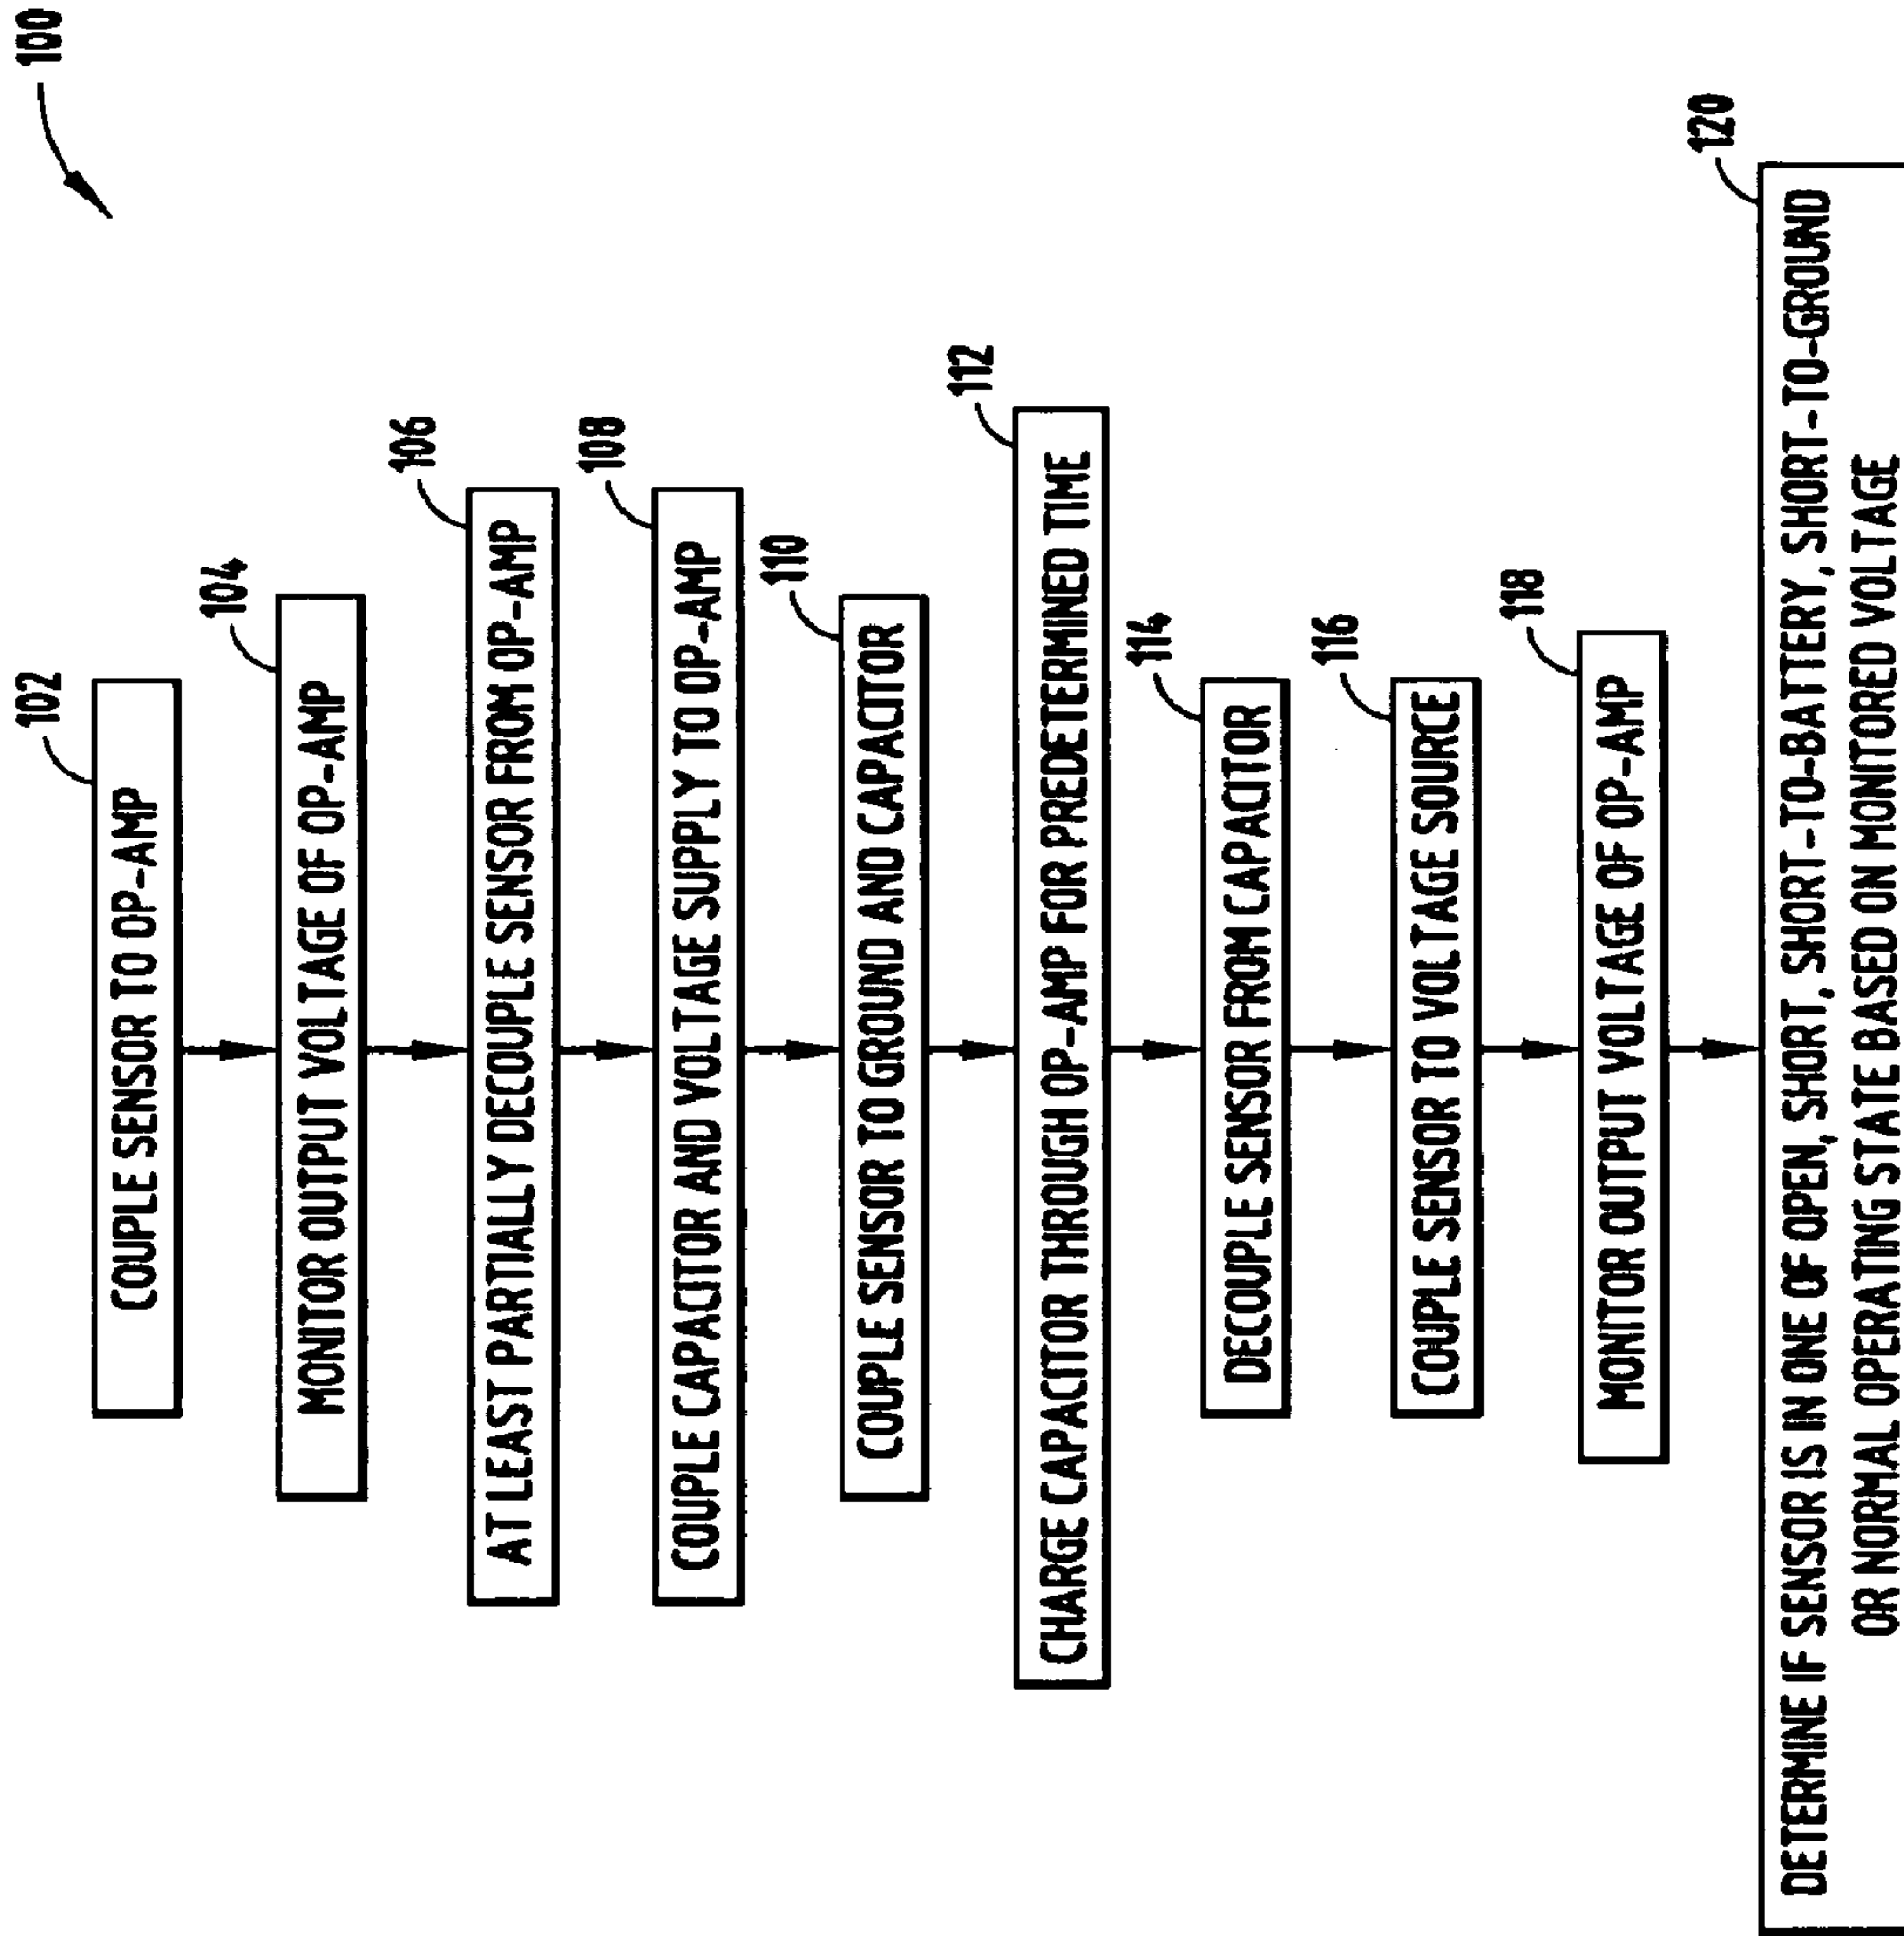 100
102
COUPLE SENSOR TO OP-AMP
104
MONITOR OUTPUT VOLTAGE OF OP-AMP
106
AT LEAST PARTIALLY DECOUPLE SENSOR FROM OP-AMP
108
COUPLE CAPACITOR AND VOLTAGE SUPPLY TO OP-AMP
110
COUPLE SENSOR TO GROUND AND CAPACITOR
112
CHARGE CAPACITOR THROUGH OP-AMP FOR PREDETERMINED TIME
114
DECOUPLE SENSOR FROM CAPACITOR
116
COUPLE SENSOR TO VOLTAGE SOURCE
118
MONITOR OUTPUT VOLTAGE OF OP-AMP
120
DETERMINE IF SENSOR IS IN ONE OF OPEN, SHORT, SHORT-TO-BATTERY, SHORT-TO-GROUND
OR NORMAL OPERATING STATE BASED ON MONITORED VOLTAGE